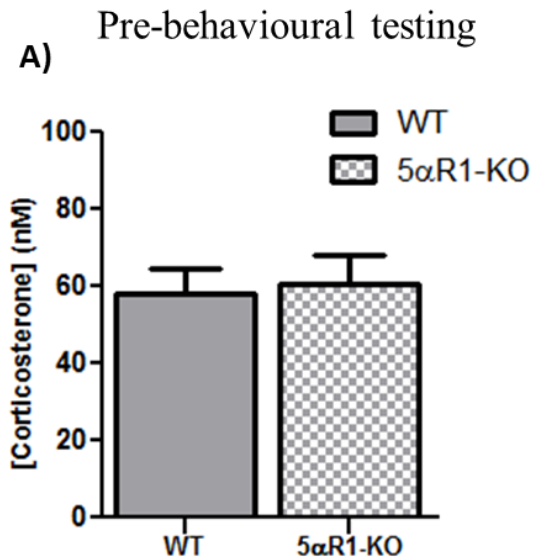 Pre-behavioural testing
A)
WT
5αR1-KO
[Corticosterone] (nM)
100
80
60
40
20
0
WT
5αR1-KO